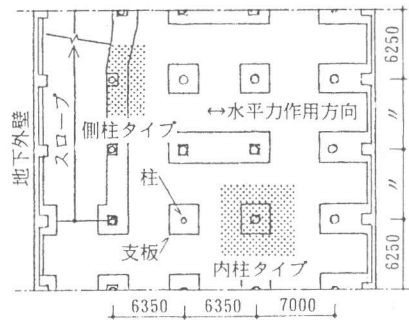 6250
地下外壁
スロープ
側柱タイプ
↔水平力作用方向
〃
柱
支板
内柱タイプ
〃
6250
6350 6350 7000